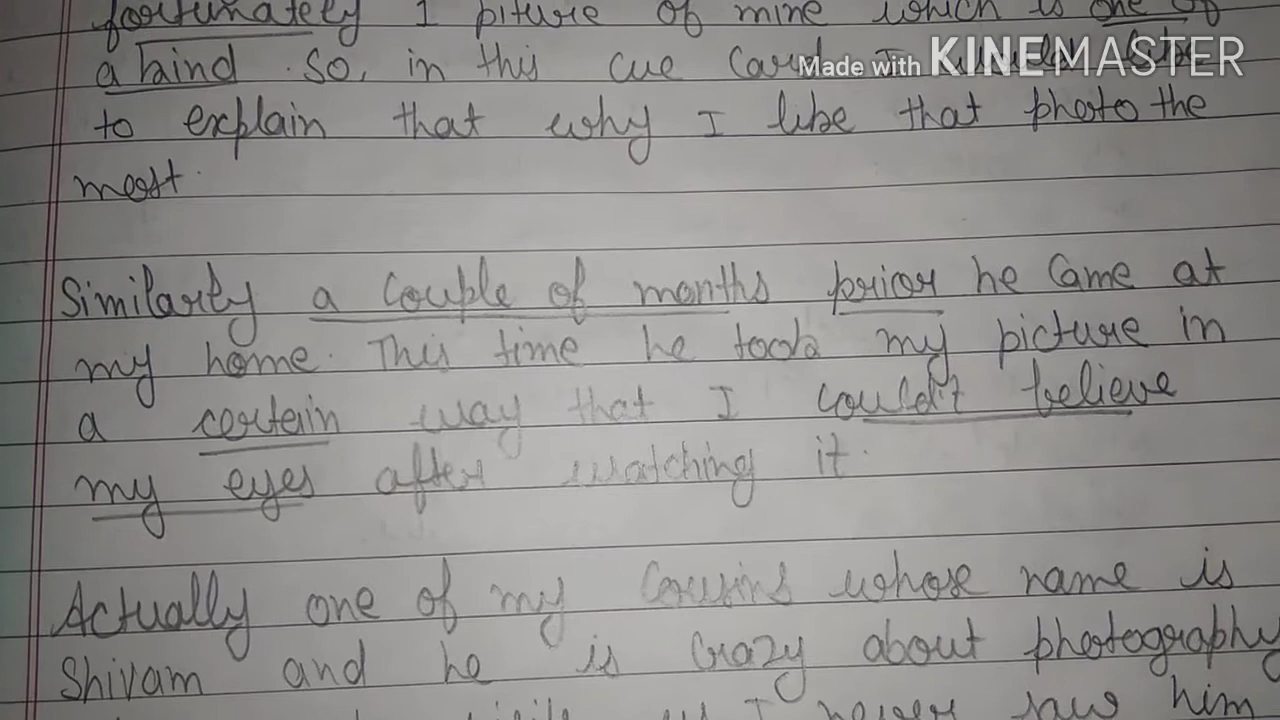 fortunately I piture of mine which is one of
a kind. So, in this cue Card I
Made with KINEMASTER
to explain that why I like that photo the
most.
Similarly a couple of months prior he Came at
my home. This time he took my picture in
a certain way that I couldn't believe
my eyes after watching it.
Actually one of my Cousins whose name is
Shivam and he is Crazy about photography
I never saw him